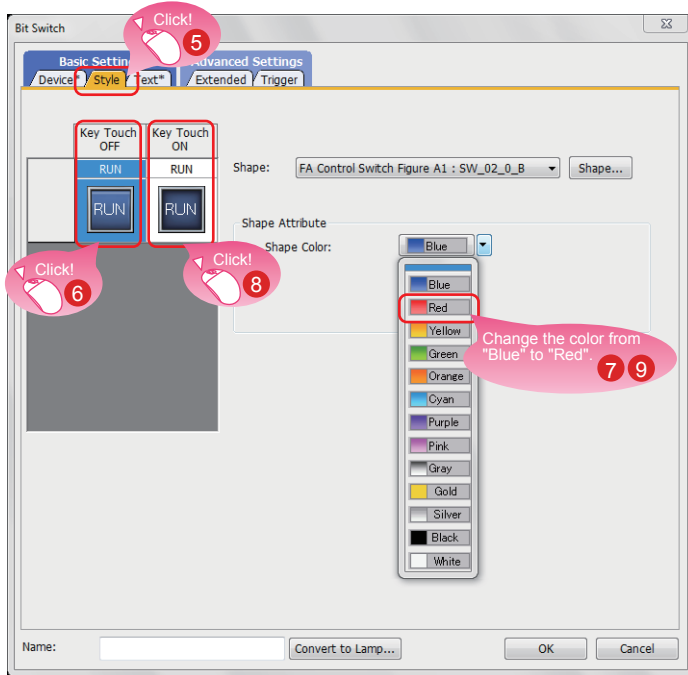 Bit Switch
Click!
5
Basic Settin
Advanced Settings
Device*
Style
Text*
Extended
Trigger
Key Touch
OFF
Key Touch
ON
RUN
RUN
RUN
RUN
Shape:
FA Control Switch Figure A1 : SW_02_0_B
Shape...
Shape Attribute
Shape Color:
Blue
Click!
6
Click!
8
Blue
Red
Yellow
Green
Orange
Cyan
Purple
Pink
Gray
Gold
Silver
Black
White
Change the color from
"Blue" to "Red".
7 9
Name:
Convert to Lamp...
OK
Cancel